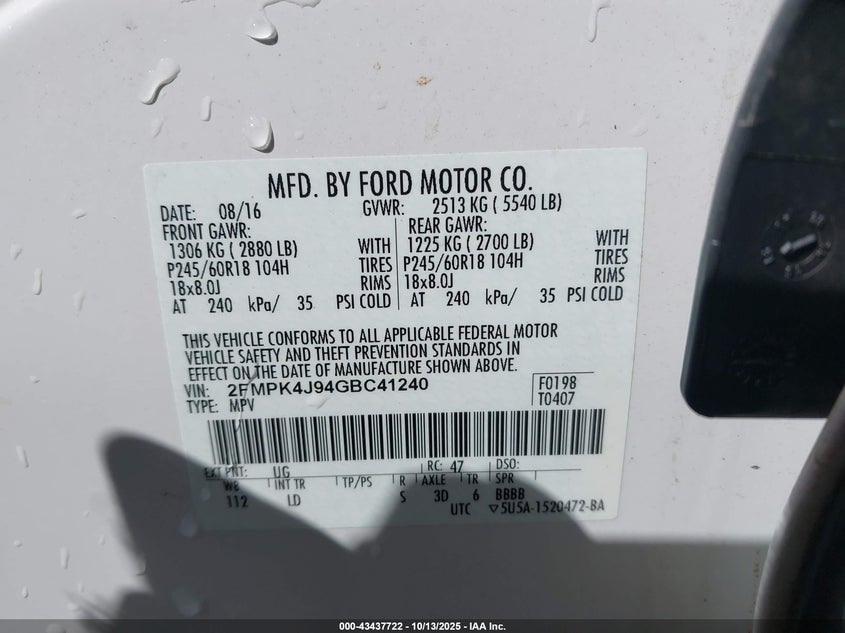 MFD. BY FORD MOTOR CO.
DATE: 08/16 GVWR: 2513 KG ( 5540 LB)
FRONT GAWR: REAR GAWR:
1306 KG ( 2880 LB) WITH 1225 KG ( 2700 LB) WITH
P245/60R18 104H TIRES P245/60R18 104H TIRES
18x8.0J RIMS 18x8.0J RIMS
AT 240 kPa/ 35 PSI COLD AT 240 kPa/ 35 PSI COLD
THIS VEHICLE CONFORMS TO ALL APPLICABLE FEDERAL MOTOR
VEHICLE SAFETY AND THEFT PREVENTION STANDARDS IN
EFFECT ON THE DATE OF MANUFACTURE SHOWN ABOVE.
VIN: 2FMPK4J94GBC41240 F0198
TYPE: MPV T0407
EXT PNT: UG RC: 47 DSO:
WB INT TR TP/PS R AXLE TR SPR
112 LD S 3D 6 BBBB
UTC ▽5U5A-1520472-BA
000-43437722 - 10/13/2025 - IAA Inc.